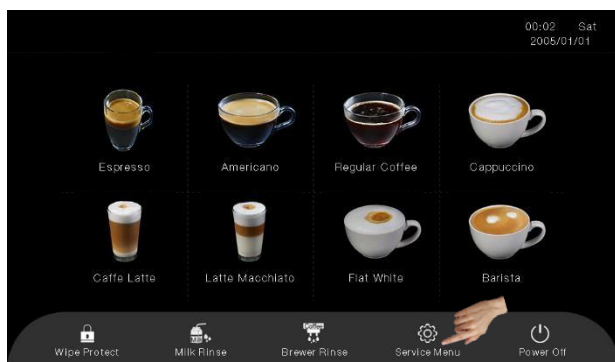 00:02 Sat
2005/01/01
Espresso Americano Regular Coffee Cappuccino
Caffe Latte Latte Macchiato Flat White Barista
Wipe Protect Milk Rinse Brewer Rinse Service Menu Power Off